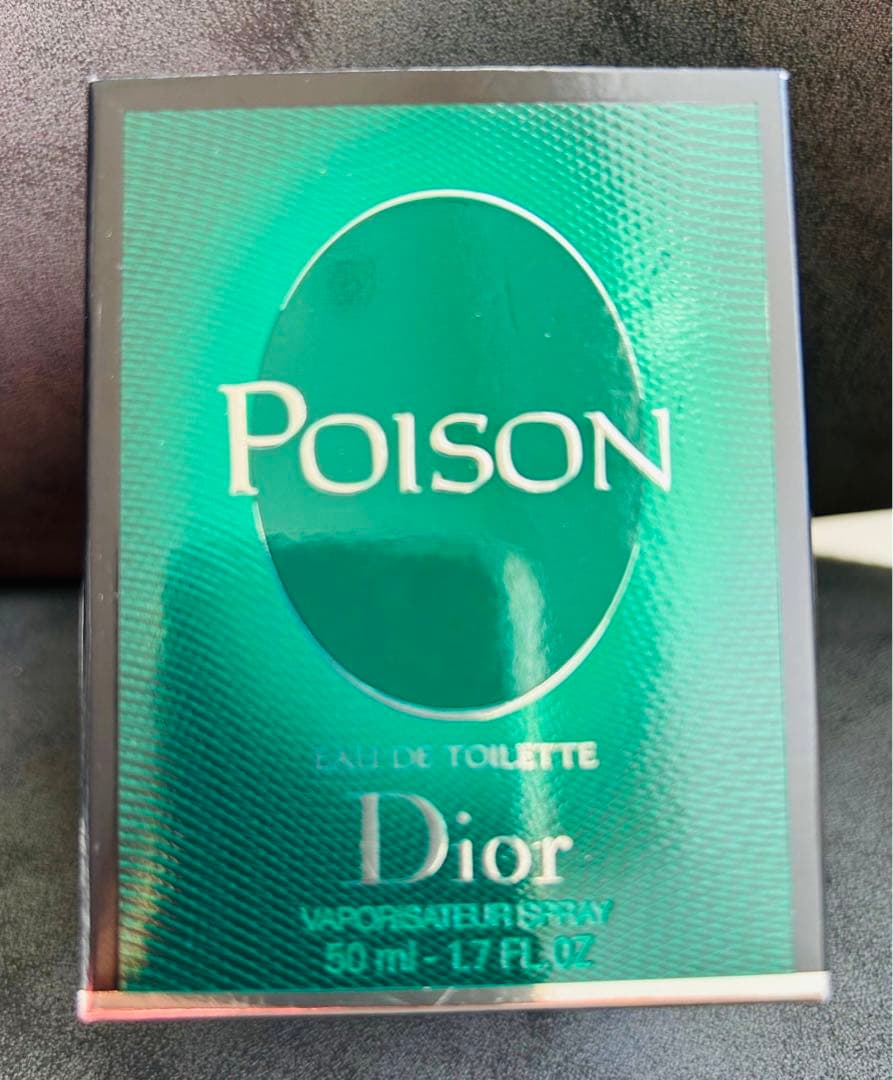 POISON
EAU DE TOILETTE
Dior
VAPORISATEUR SPRAY
50 ml - 1.7 FL.OZ